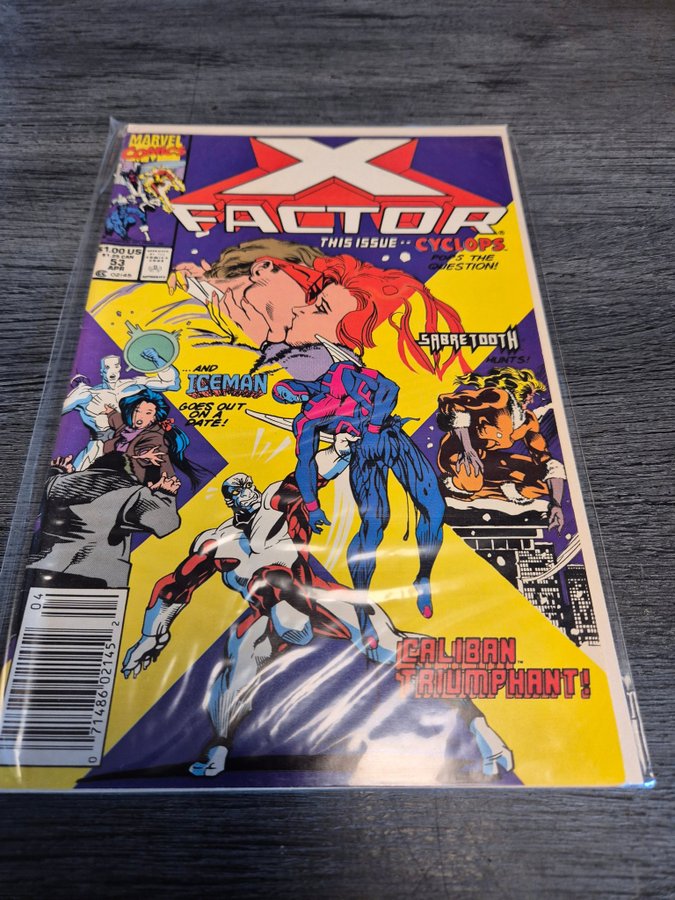 MARVEL
COMICS
X
FACTOR
THIS ISSUE -- CYCLOPS
POPS THE
QUESTION!
$1.00 US
$1.25 CAN
53
APR
02145
SABRETOOTH
HUNTS!
...AND
ICEMAN
GOES OUT
ON A
DATE!
CALIBAN
TRIUMPHANT!
04
0 71486 02145 2